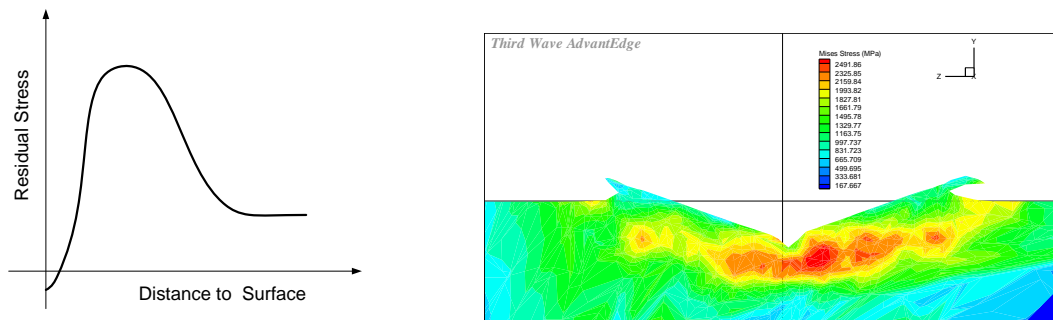 Residual Stress
Distance to Surface
Third Wave AdvantEdge
Mises Stress (MPa)
2491.86
2325.85
2159.84
1993.82
1827.81
1661.79
1495.78
1329.77
1163.75
997.737
831.723
665.709
499.695
333.681
167.667
Y
Z
X